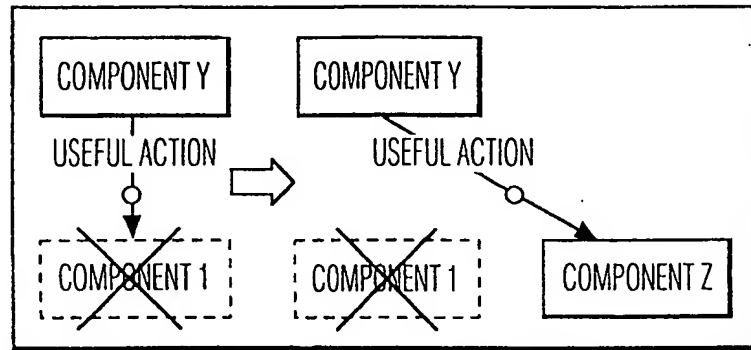 COMPONENT Y
COMPONENT Y
USEFUL ACTION
USEFUL ACTION
COMPONENT 1
COMPONENT 1
COMPONENT Z